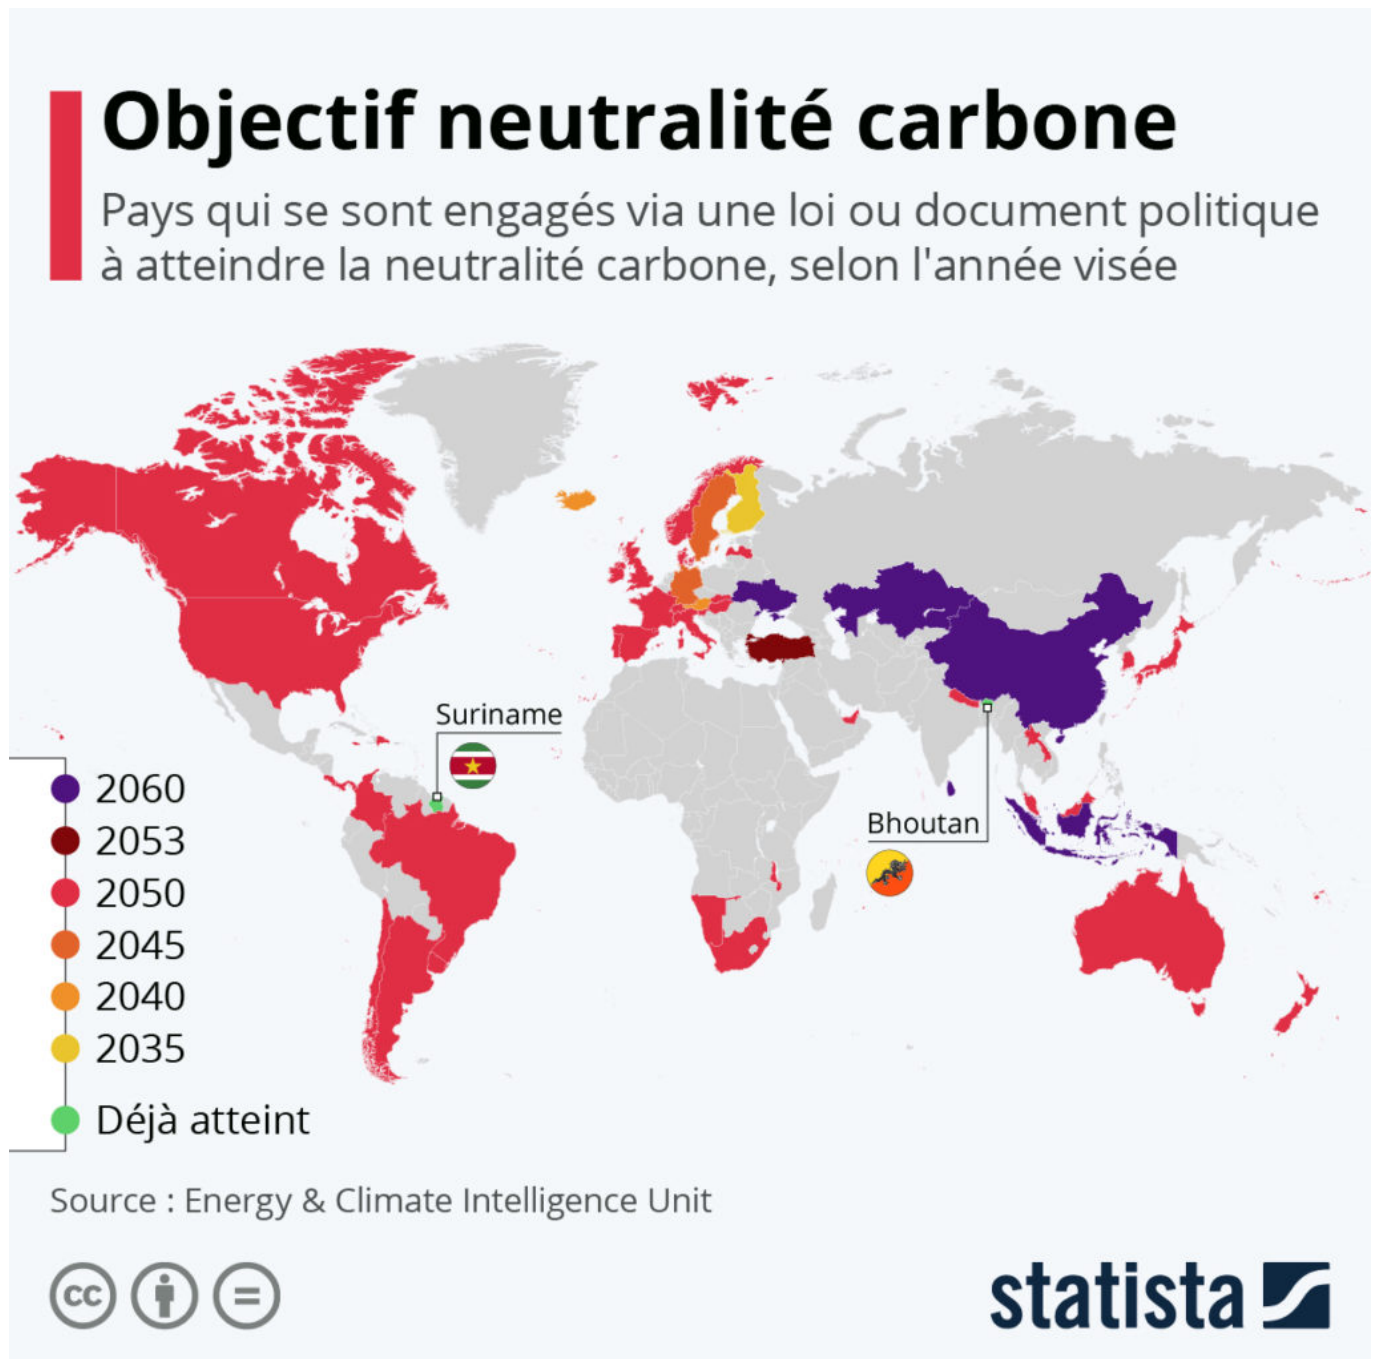 Objectif neutralité carbone
Pays qui se sont engagés via une loi ou document politique
à atteindre la neutralité carbone, selon l'année visée
Suriname
Bhoutan
2060
2053
2050
2045
2040
2035
Déjà atteint
Source : Energy & Climate Intelligence Unit
cc
=
statista